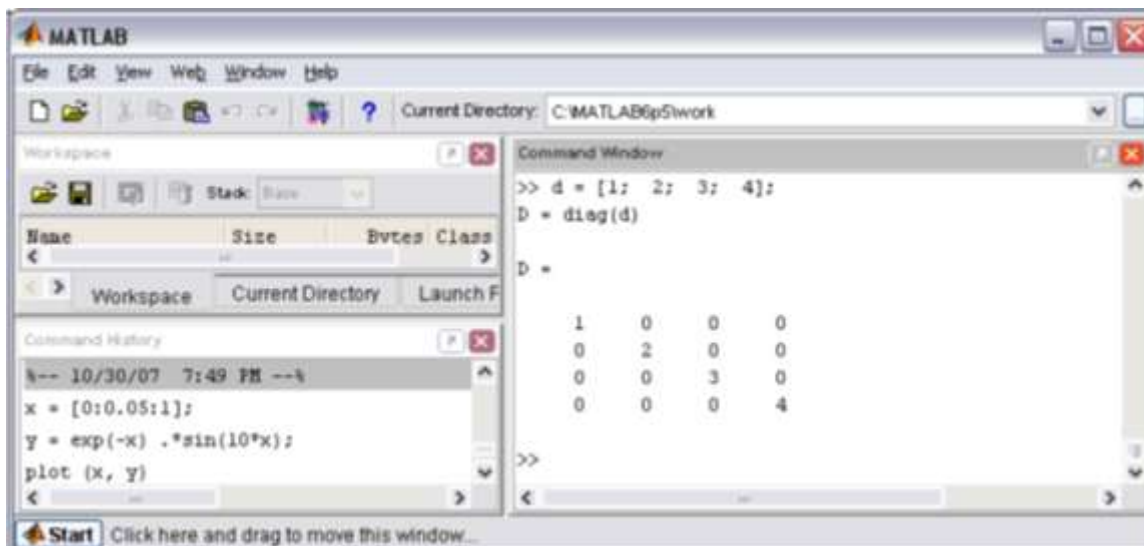 MATLAB
File Edit View Web Window Help
Current Directory: C:\MATLAB6p5\work
Workspace
Stack: Base
Name Size Bytes Class
Workspace Current Directory Launch P
Command History
%-- 10/30/07 7:49 PM --%
x = [0:0.05:1];
y = exp(-x) .*sin(10*x);
plot (x, y)
Command Window
>> d = [1; 2; 3; 4];
D = diag(d)
D =
1 0 0 0
0 2 0 0
0 0 3 0
0 0 0 4
>>
Start Click here and drag to move this window...